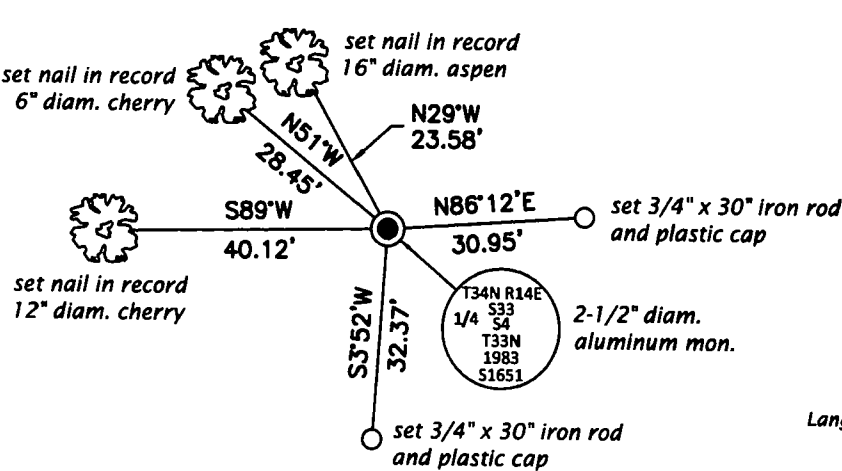 set nail in record
16" diam. aspen
set nail in record
6" diam. cherry
N29°W
23.58'
N51°W
28.45'
S89°W
40.12'
N86°12'E
30.95'
set 3/4" x 30" iron rod
and plastic cap
set nail in record
12" diam. cherry
S3°52'W
32.37'
T34N R14E
1/4 S33
S4
T33N
1983
S1651
2-1/2" diam.
aluminum mon.
set 3/4" x 30" iron rod
and plastic cap
Lang